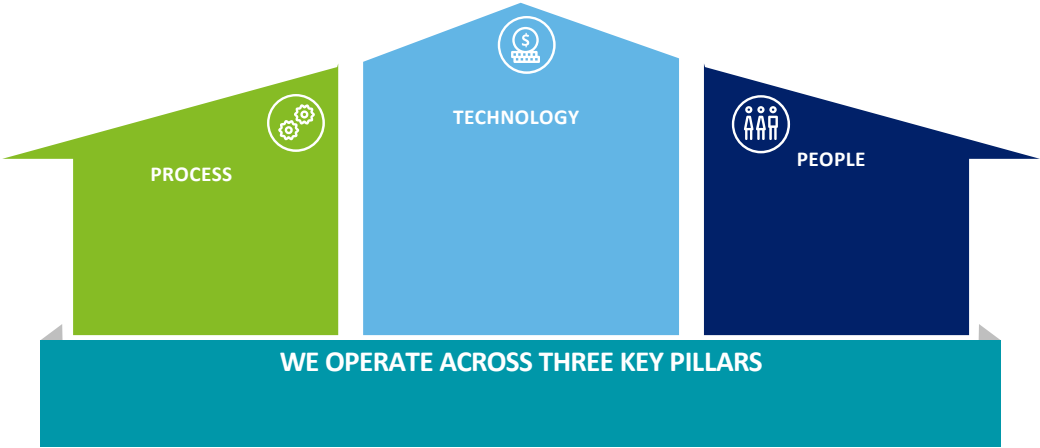 PROCESS
$
TECHNOLOGY
PEOPLE
WE OPERATE ACROSS THREE KEY PILLARS